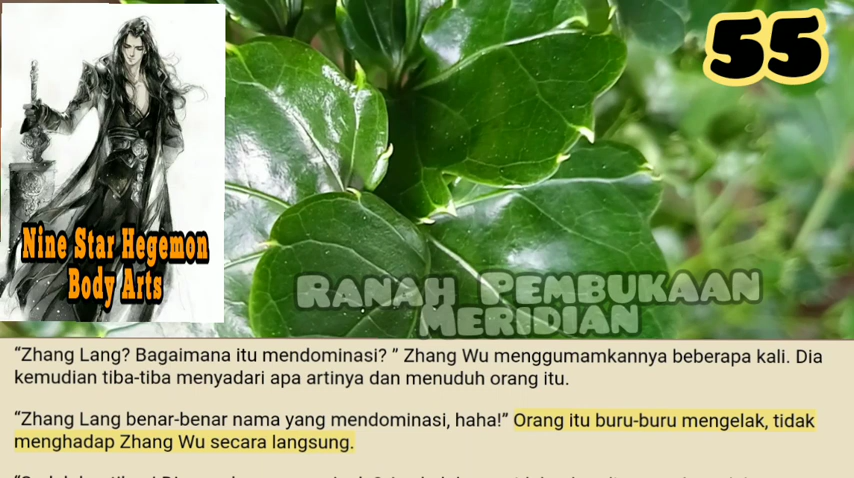 55
Nine Star Hegemon
Body Arts
RANAH PEMBUKAAN
MERIDIAN
“Zhang Lang? Bagaimana itu mendominasi? ” Zhang Wu menggumamkannya beberapa kali. Dia
kemudian tiba-tiba menyadari apa artinya dan menuduh orang itu.
“Zhang Lang benar-benar nama yang mendominasi, haha!” Orang itu buru-buru mengelak, tidak
menghadap Zhang Wu secara langsung.